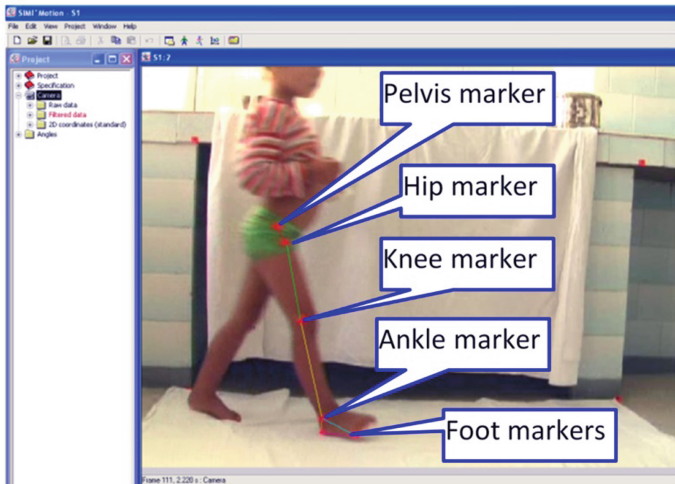 SIMI°Motion - S1
File Edit View Project Window Help
Project
S1:2
Project
Specification
Camera
Raw data
Filtered data
2D coordinates (standard)
Angles
Pelvis marker
Hip marker
Knee marker
Ankle marker
Foot markers
Frame 111, 2.220 s : Camera